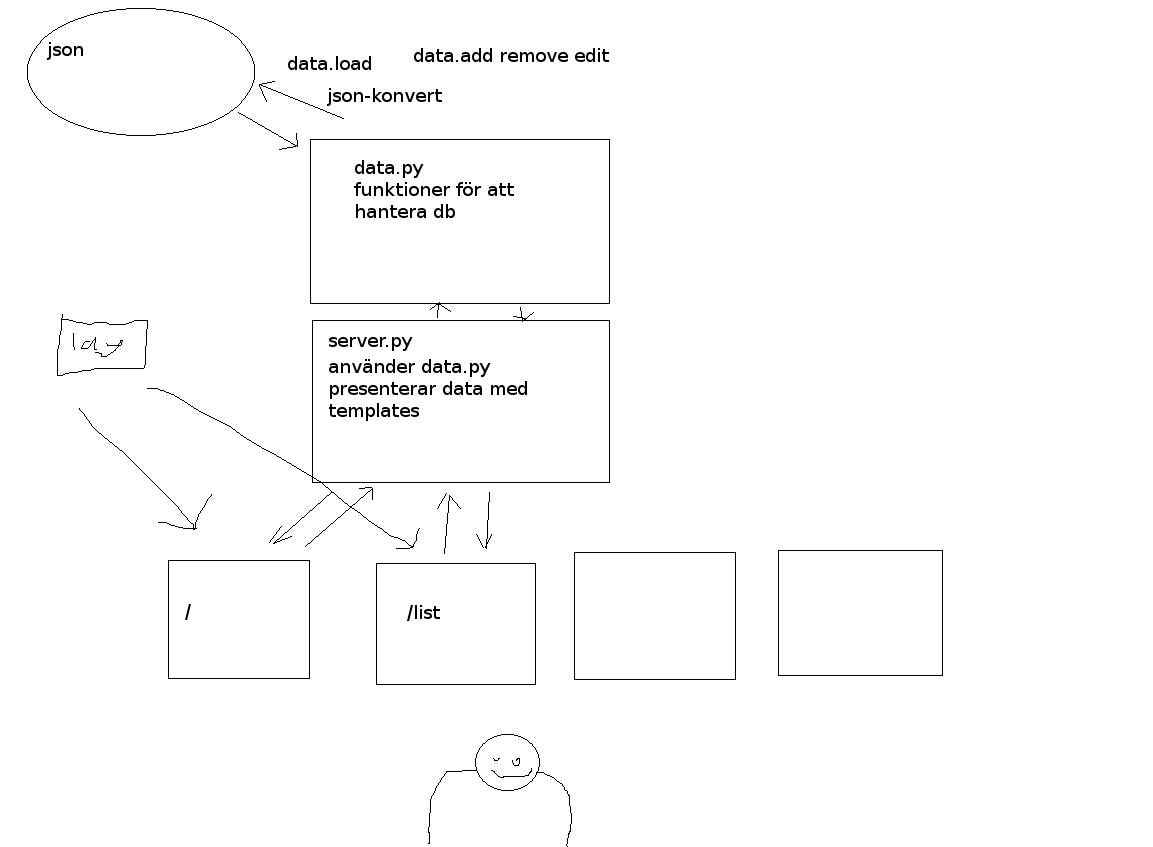 json
data.load
data.add remove edit
json-konvert
data.py
funktioner för att
hantera db
server.py
använder data.py
presenterar data med
templates
/
/list